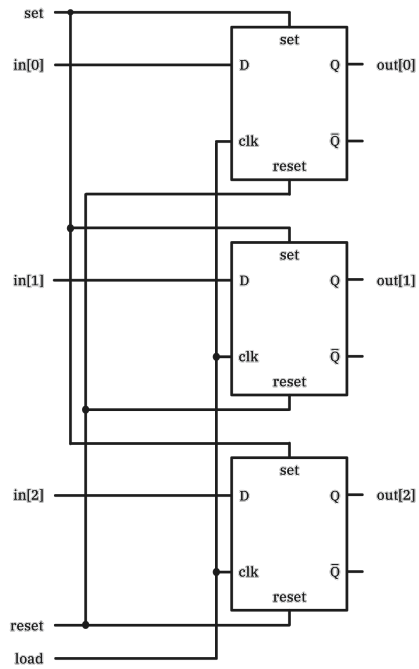 set
set
in[0] D Q out[0]
clk Q̅
reset
set
in[1] D Q out[1]
clk Q̅
reset
set
in[2] D Q out[2]
clk Q̅
reset
reset
load